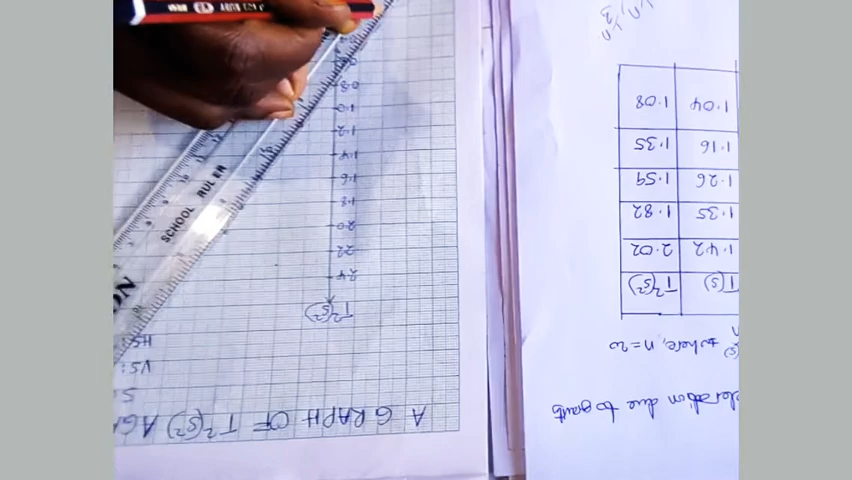 A GRAPH OF T²(s²) AGA
S:
VS:
HS:
T²(s²)
2.4
2.2
2.0
1.8
1.6
1.4
1.2
1.0
0.8
SCHOOL RULER
eleration due to gravity
where, n=20
T(s) T²(s²)
1.42 2.02
1.35 1.82
1.26 1.59
1.16 1.35
1.04 1.08